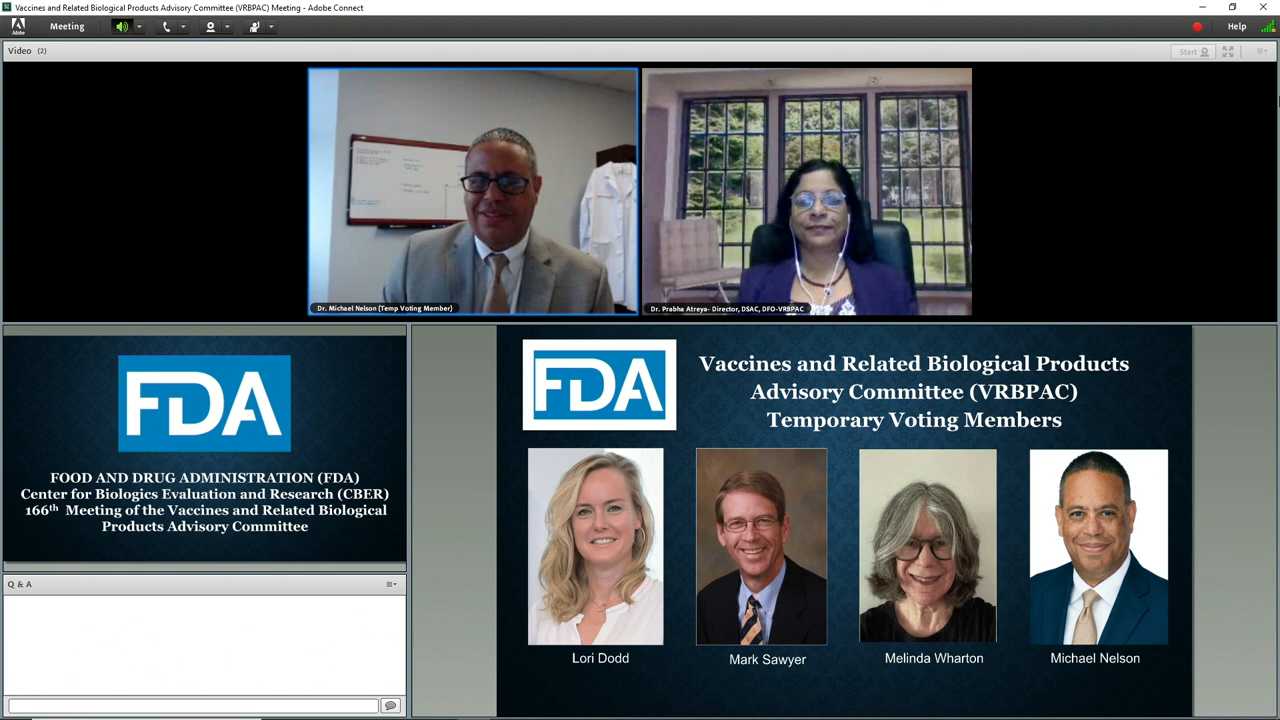 Vaccines and Related Biological Products Advisory Committee (VRBPAC) Meeting - Adobe Connect
Adobe
Meeting
Help
Video (2)
Start
Dr. Michael Nelson (Temp Voting Member)
Dr. Prabha Atreya- Director, DSAC, DFO-VRBPAC
FDA
FOOD AND DRUG ADMINISTRATION (FDA)
Center for Biologics Evaluation and Research (CBER)
166th Meeting of the Vaccines and Related Biological
Products Advisory Committee
Q & A
FDA
Vaccines and Related Biological Products
Advisory Committee (VRBPAC)
Temporary Voting Members
Lori Dodd
Mark Sawyer
Melinda Wharton
Michael Nelson